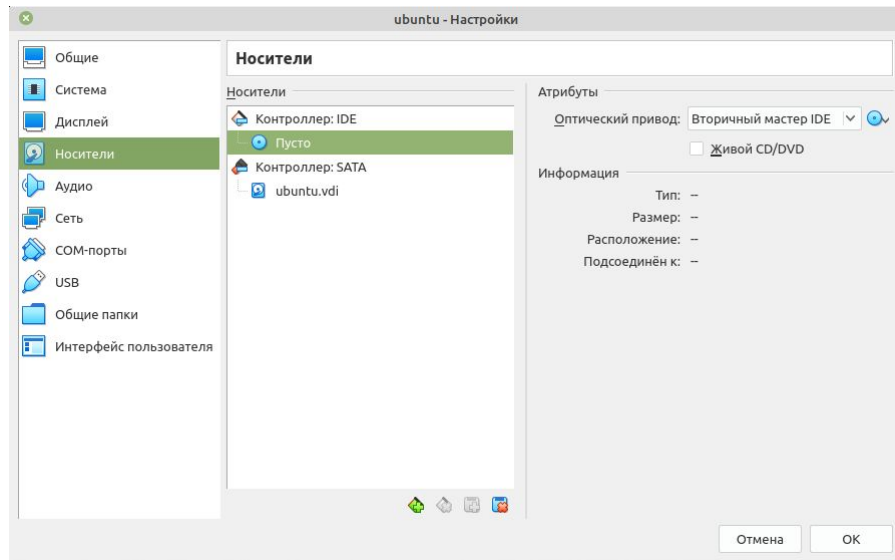 ubuntu - Настройки
Общие
Система
Дисплей
Носители
Аудио
Сеть
COM-порты
USB
Общие папки
Интерфейс пользователя
Носители
Носители
Контроллер: IDE
Пусто
Контроллер: SATA
ubuntu.vdi
Атрибуты
Оптический привод: Вторичный мастер IDE
Живой CD/DVD
Информация
Тип: --
Размер: --
Расположение: --
Подсоединён к: --
Отмена
OK